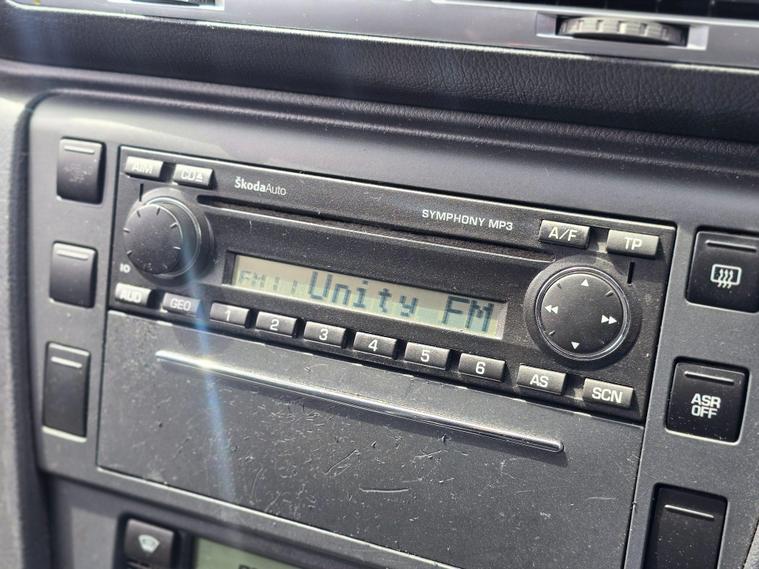 A/M
CD
ŠkodaAuto
SYMPHONY MP3
A/F
TP
IO
FM1 Unity FM
AUD
GEO
1
2
3
4
5
6
AS
SCN
ASR
OFF